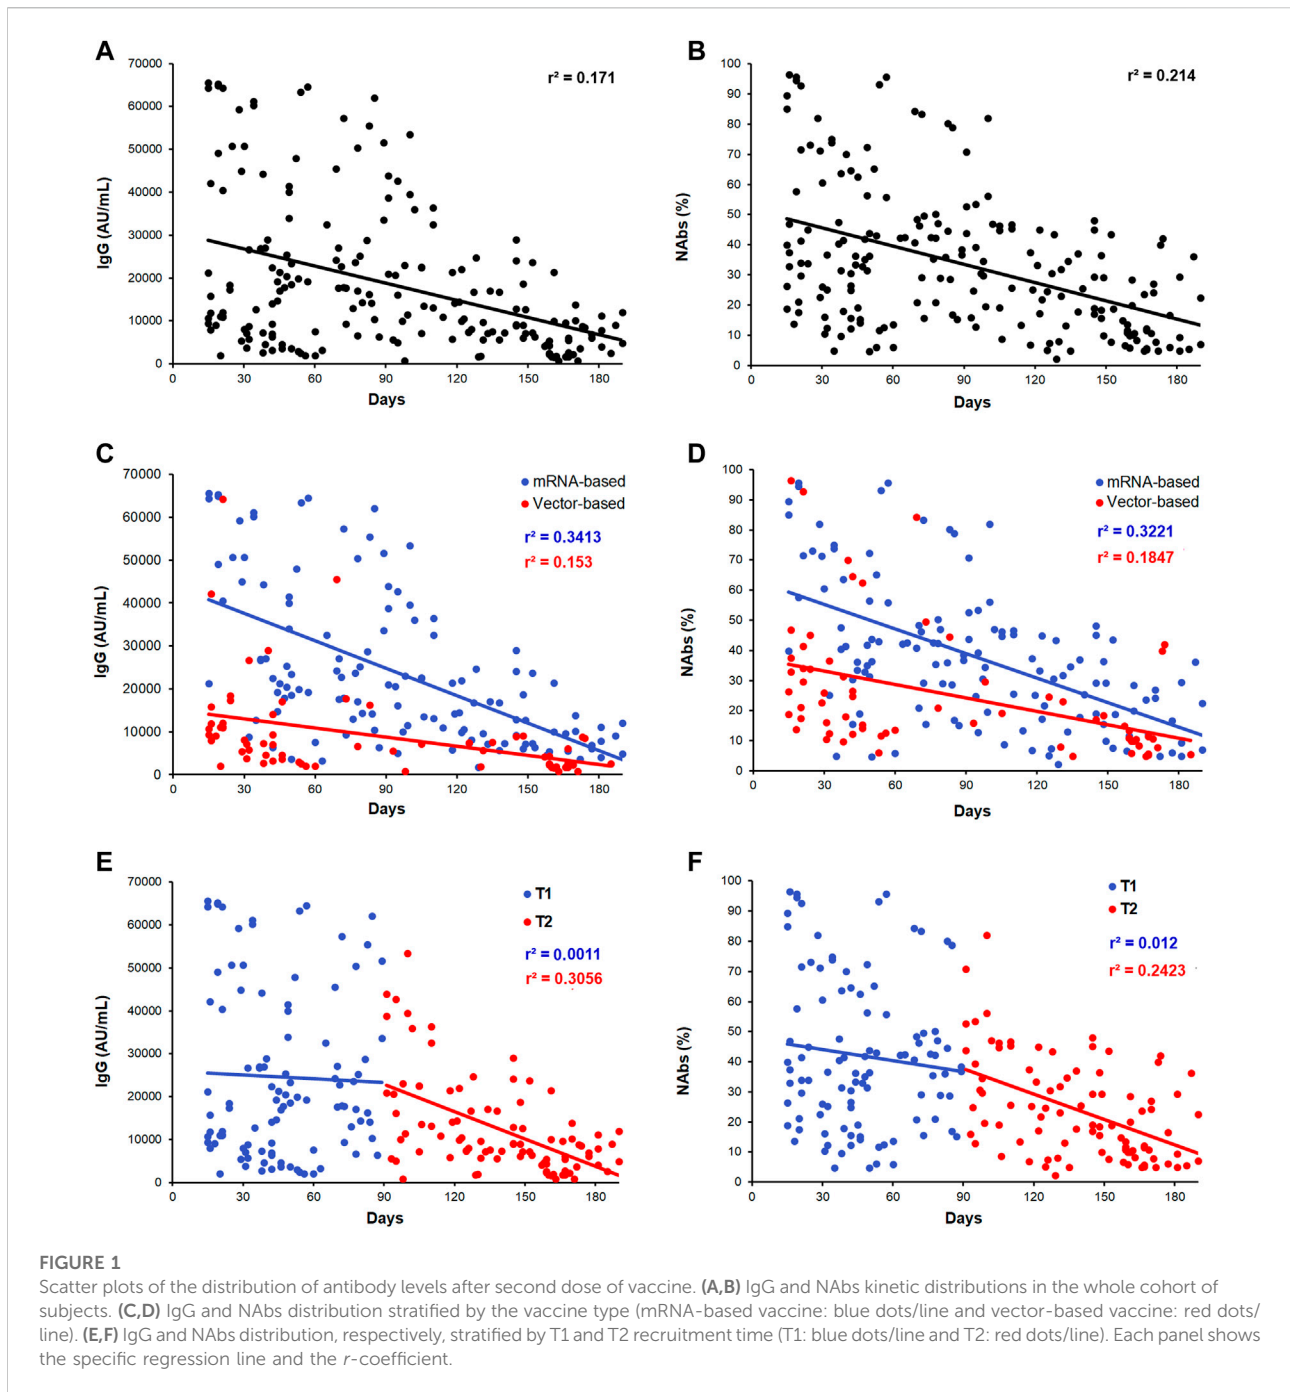 A
70000
60000
50000
40000
30000
20000
10000
0
IgG (AU/mL)
r² = 0.171
0 30 60 90 120 150 180
Days
B
100
90
80
70
60
50
40
30
20
10
0
NAbs (%)
r² = 0.214
0 30 60 90 120 150 180
Days
C
70000
60000
50000
40000
30000
20000
10000
0
IgG (AU/mL)
mRNA-based
Vector-based
r² = 0.3413
r² = 0.153
0 30 60 90 120 150 180
Days
D
100
90
80
70
60
50
40
30
20
10
0
NAbs (%)
mRNA-based
Vector-based
r² = 0.3221
r² = 0.1847
0 30 60 90 120 150 180
Days
E
70000
60000
50000
40000
30000
20000
10000
0
IgG (AU/mL)
T1
T2
r² = 0.0011
r² = 0.3056
0 30 60 90 120 150 180
Days
F
100
90
80
70
60
50
40
30
20
10
0
NAbs (%)
T1
T2
r² = 0.012
r² = 0.2423
0 30 60 90 120 150 180
Days
FIGURE 1
Scatter plots of the distribution of antibody levels after second dose of vaccine. (A,B) IgG and NAbs kinetic distributions in the whole cohort of
subjects. (C,D) IgG and NAbs distribution stratified by the vaccine type (mRNA-based vaccine: blue dots/line and vector-based vaccine: red dots/
line). (E,F) IgG and NAbs distribution, respectively, stratified by T1 and T2 recruitment time (T1: blue dots/line and T2: red dots/line). Each panel shows
the specific regression line and the r-coefficient.